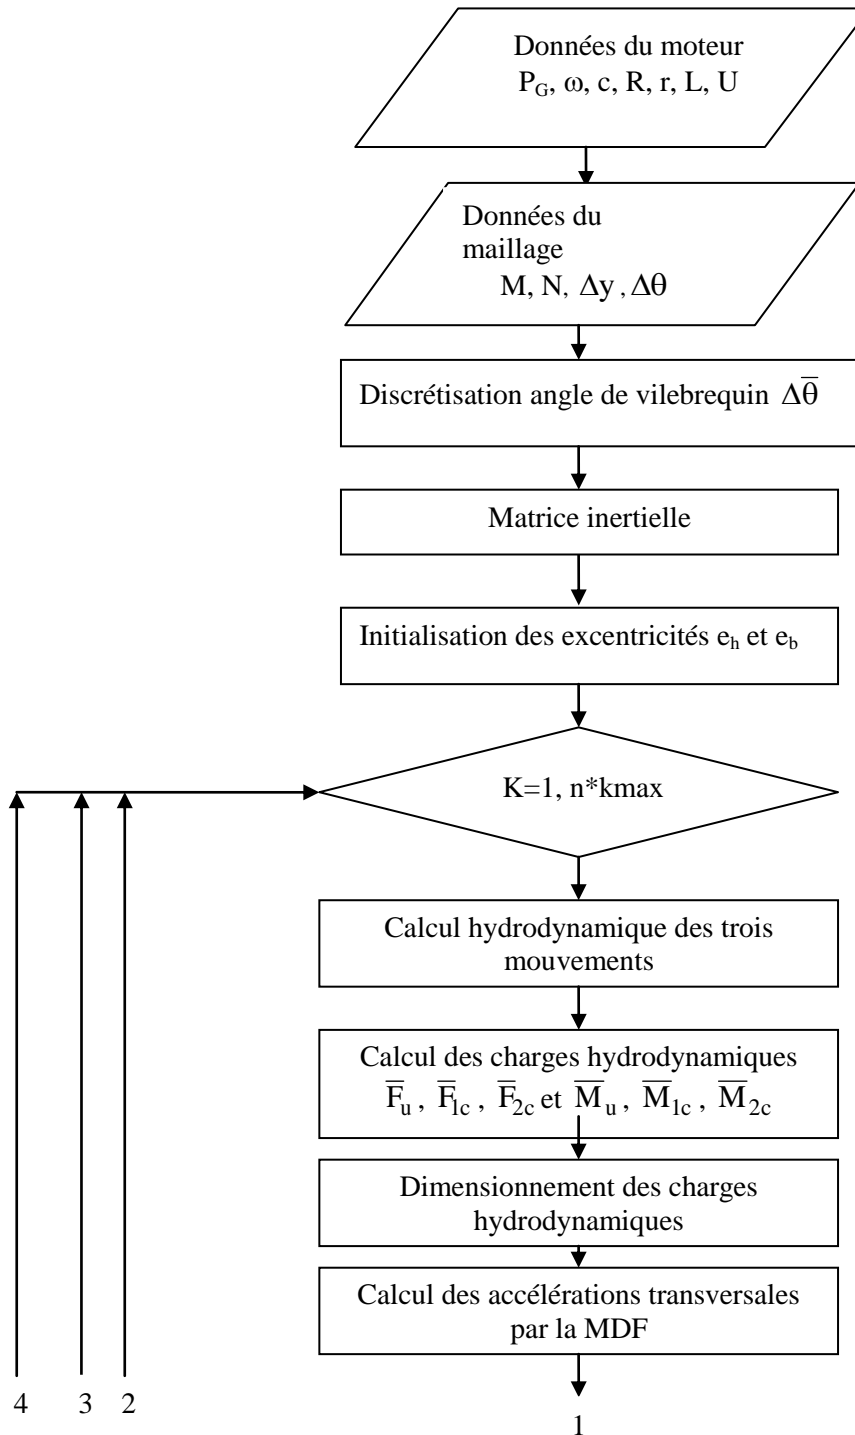 Données du moteur
P_G, ω, c, R, r, L, U
Données du
maillage
M, N, Δy , Δθ
Discrétisation angle de vilebrequin Δθ̅
Matrice inertielle
Initialisation des excentricités e_h et e_b
K=1, n*kmax
Calcul hydrodynamique des trois
mouvements
Calcul des charges hydrodynamiques
F̅_u , F̅_1c , F̅_2c et M̅_u , M̅_1c , M̅_2c
Dimensionnement des charges
hydrodynamiques
Calcul des accélérations transversales
par la MDF
4 3 2
1